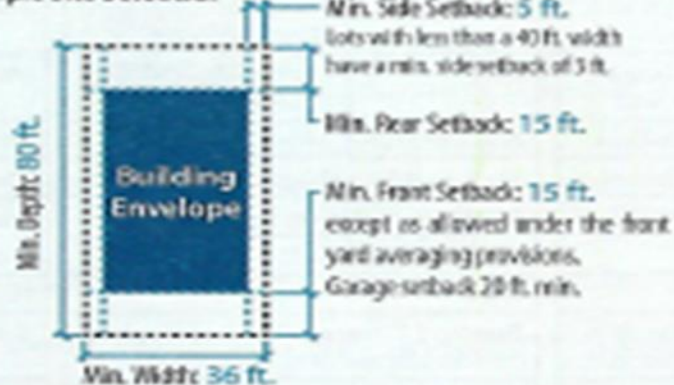 Min. Side Setback: 5 ft.
lots with less than a 40 ft. width
have a min. side setback of 3 ft.
Min. Rear Setback: 15 ft.
Building
Envelope
Min. Depth: 80 ft.
Min. Front Setback: 15 ft.
except as allowed under the front
yard averaging provisions.
Garage setback 20 ft. min.
Min. Width: 36 ft.